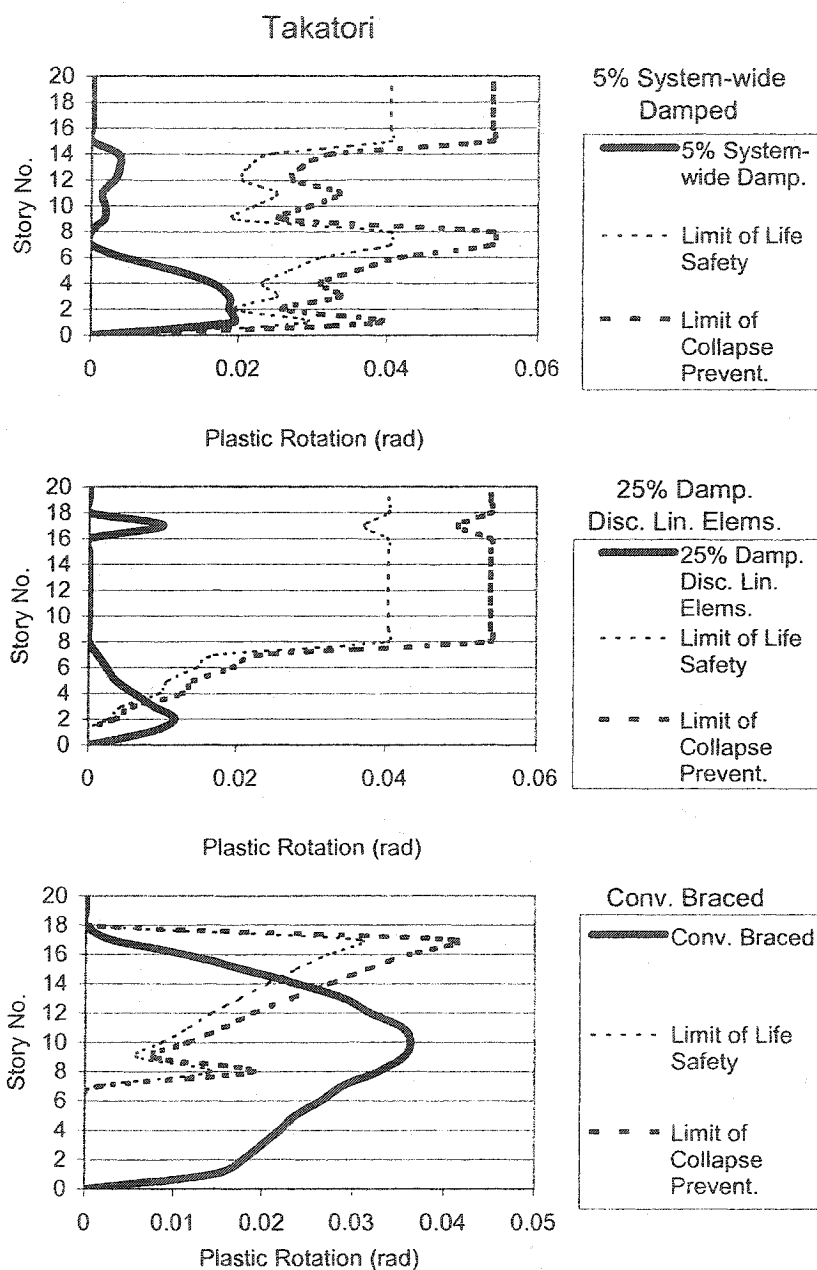 Takatori
20
18
16
14
12
10
8
6
4
2
0
Story No.
0
0.02
0.04
0.06
Plastic Rotation (rad)
5% System-wide
Damped
5% System-
wide Damp.
Limit of Life
Safety
Limit of
Collapse
Prevent.
20
18
16
14
12
10
8
6
4
2
0
Story No.
0
0.02
0.04
0.06
Plastic Rotation (rad)
25% Damp.
Disc. Lin. Elems.
25% Damp.
Disc. Lin.
Elems.
Limit of Life
Safety
Limit of
Collapse
Prevent.
20
18
16
14
12
10
8
6
4
2
0
Story No.
0
0.01
0.02
0.03
0.04
0.05
Plastic Rotation (rad)
Conv. Braced
Conv. Braced
Limit of Life
Safety
Limit of
Collapse
Prevent.